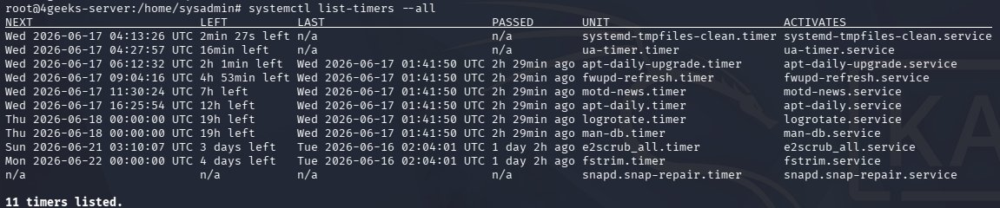 root@4geeks-server:/home/sysadmin# systemctl list-timers --all
NEXT                        LEFT          LAST                        PASSED       UNIT                         ACTIVATES
Wed 2026-06-17 04:13:26 UTC 2min 27s left n/a                         n/a          systemd-tmpfiles-clean.timer systemd-tmpfiles-clean.service
Wed 2026-06-17 04:27:57 UTC 16min left    n/a                         n/a          ua-timer.timer               ua-timer.service
Wed 2026-06-17 06:12:32 UTC 2h 1min left  Wed 2026-06-17 01:41:50 UTC 2h 29min ago apt-daily-upgrade.timer      apt-daily-upgrade.service
Wed 2026-06-17 09:04:16 UTC 4h 53min left Wed 2026-06-17 01:41:50 UTC 2h 29min ago fwupd-refresh.timer          fwupd-refresh.service
Wed 2026-06-17 11:30:24 UTC 7h left       Wed 2026-06-17 01:41:50 UTC 2h 29min ago motd-news.timer              motd-news.service
Wed 2026-06-17 16:25:54 UTC 12h left      Wed 2026-06-17 01:41:50 UTC 2h 29min ago apt-daily.timer              apt-daily.service
Thu 2026-06-18 00:00:00 UTC 19h left      Wed 2026-06-17 01:41:50 UTC 2h 29min ago logrotate.timer              logrotate.service
Thu 2026-06-18 00:00:00 UTC 19h left      Wed 2026-06-17 01:41:50 UTC 2h 29min ago man-db.timer                 man-db.service
Sun 2026-06-21 03:10:07 UTC 3 days left   Tue 2026-06-16 02:04:01 UTC 1 day 2h ago e2scrub_all.timer            e2scrub_all.service
Mon 2026-06-22 00:00:00 UTC 4 days left   Tue 2026-06-16 02:04:01 UTC 1 day 2h ago fstrim.timer                 fstrim.service
n/a                         n/a           n/a                         n/a          snapd.snap-repair.timer      snapd.snap-repair.service
11 timers listed.
KA